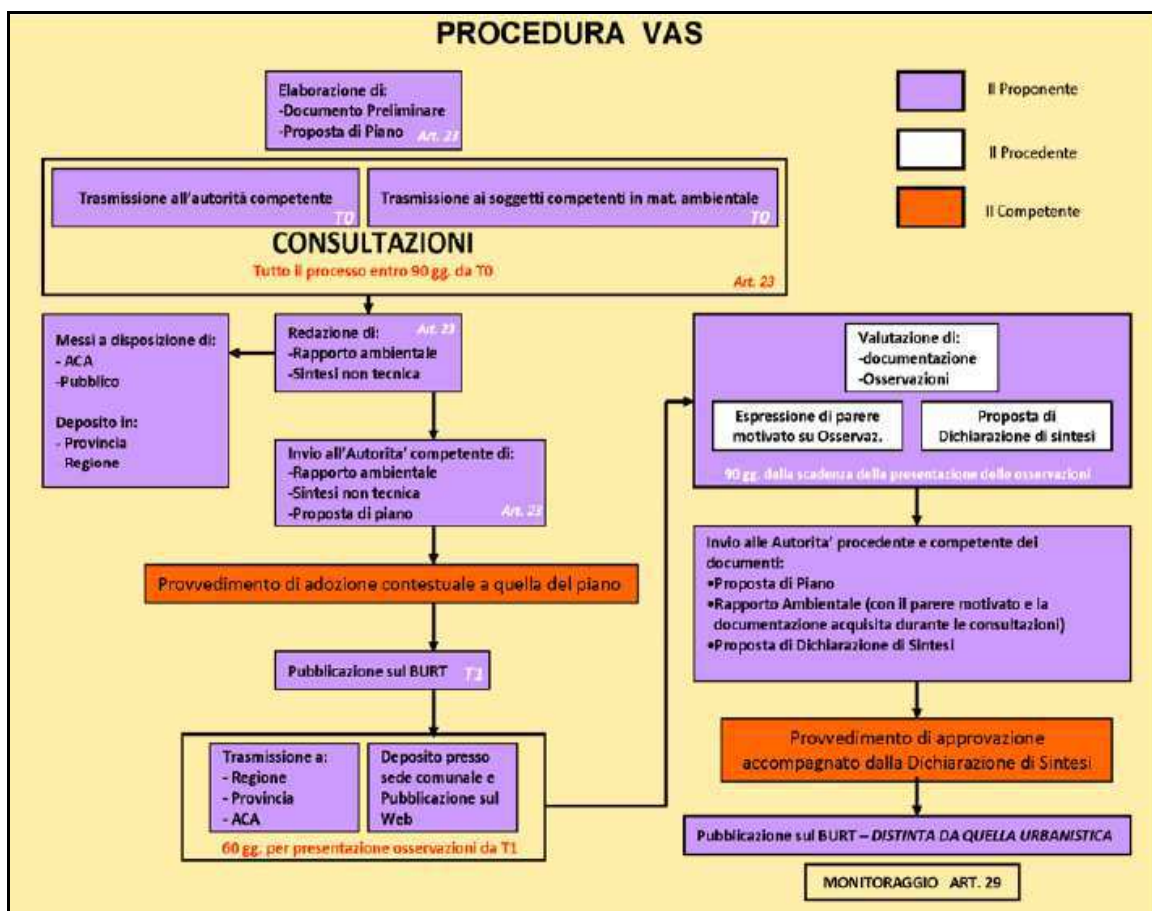 PROCEDURA VAS
Elaborazione di:
-Documento Preliminare
-Proposta di Piano
Art. 23
Il Proponente
Il Procedente
Il Competente
Trasmissione all'autorità competente
T0
Trasmissione ai soggetti competenti in mat. ambientale
T0
CONSULTAZIONI
Tutto il processo entro 90 gg. da T0
Art. 23
Messi a disposizione di:
- ACA
-Pubblico
Deposito in:
- Provincia
Regione
Art. 23
Redazione di:
-Rapporto ambientale
-Sintesi non tecnica
Invio all'Autorita' competente di:
-Rapporto ambientale
-Sintesi non tecnica
-Proposta di piano
Art. 23
Provvedimento di adozione contestuale a quella del piano
Pubblicazione sul BURT
T1
Trasmissione a:
- Regione
- Provincia
- ACA
Deposito presso
sede comunale e
Pubblicazione sul
Web
60 gg. per presentazione osservazioni da T1
Valutazione di:
-documentazione
-Osservazioni
Espressione di parere
motivato su Osservaz.
Proposta di
Dichiarazione di sintesi
90 gg. dalla scadenza della presentazione delle osservazioni
Invio alle Autorita' procedente e competente dei
documenti:
•Proposta di Piano
•Rapporto Ambientale (con il parere motivato e la
documentazione acquisita durante le consultazioni)
•Proposta di Dichiarazione di Sintesi
Provvedimento di approvazione
accompagnato dalla Dichiarazione di Sintesi
Pubblicazione sul BURT – DISTINTA DA QUELLA URBANISTICA
MONITORAGGIO ART. 29